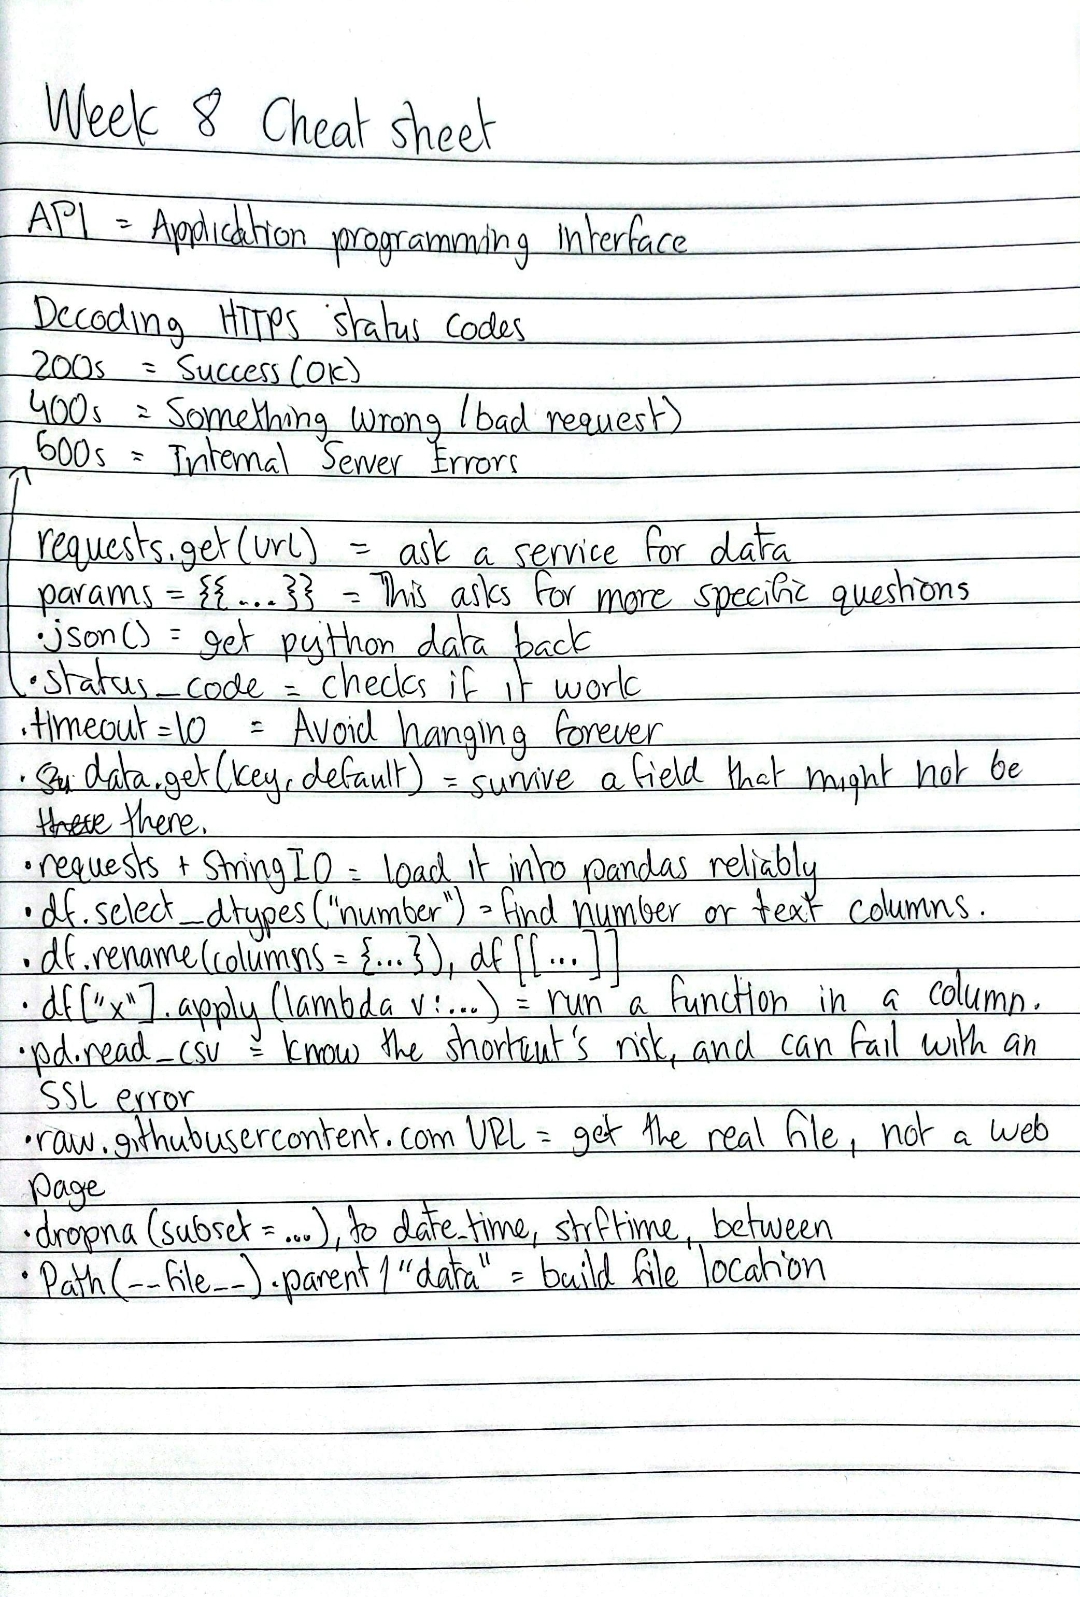 Week 8 Cheat sheet
API = Application programming interface
Decoding HTTPS status codes
200s = Success (OK)
400s = Something wrong (bad request)
500s = Internal Server Errors
requests.get(url) = ask a service for data
params = {{...}} = This asks for more specific questions
.json() = get python data back
.status_code = checks if it work
.timeout=10 = Avoid hanging forever
• data.get(key, default) = survive a field that might not be
there.
• requests + StringIO = load it into pandas reliably
• df.select_dtypes("number") = find number or text columns.
• df.rename(columns = {...}), df[[...]]
• df["x"].apply(lambda v:...) = run a function in a column.
• pd.read_csv = know the shortcut's risk, and can fail with an
SSL error
• raw.githubusercontent.com URL = get the real file, not a web
page
• dropna (subset = ...), to date_time, strftime, between
• Path(__file__).parent / "data" = build file location